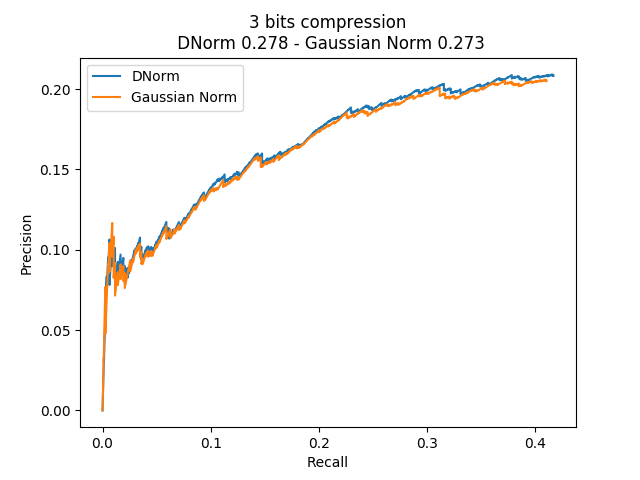 3 bits compression
DNorm 0.278 - Gaussian Norm 0.273
DNorm
Gaussian Norm
0.20
0.15
0.10
0.05
0.00
Precision
0.0 0.1 0.2 0.3 0.4
Recall